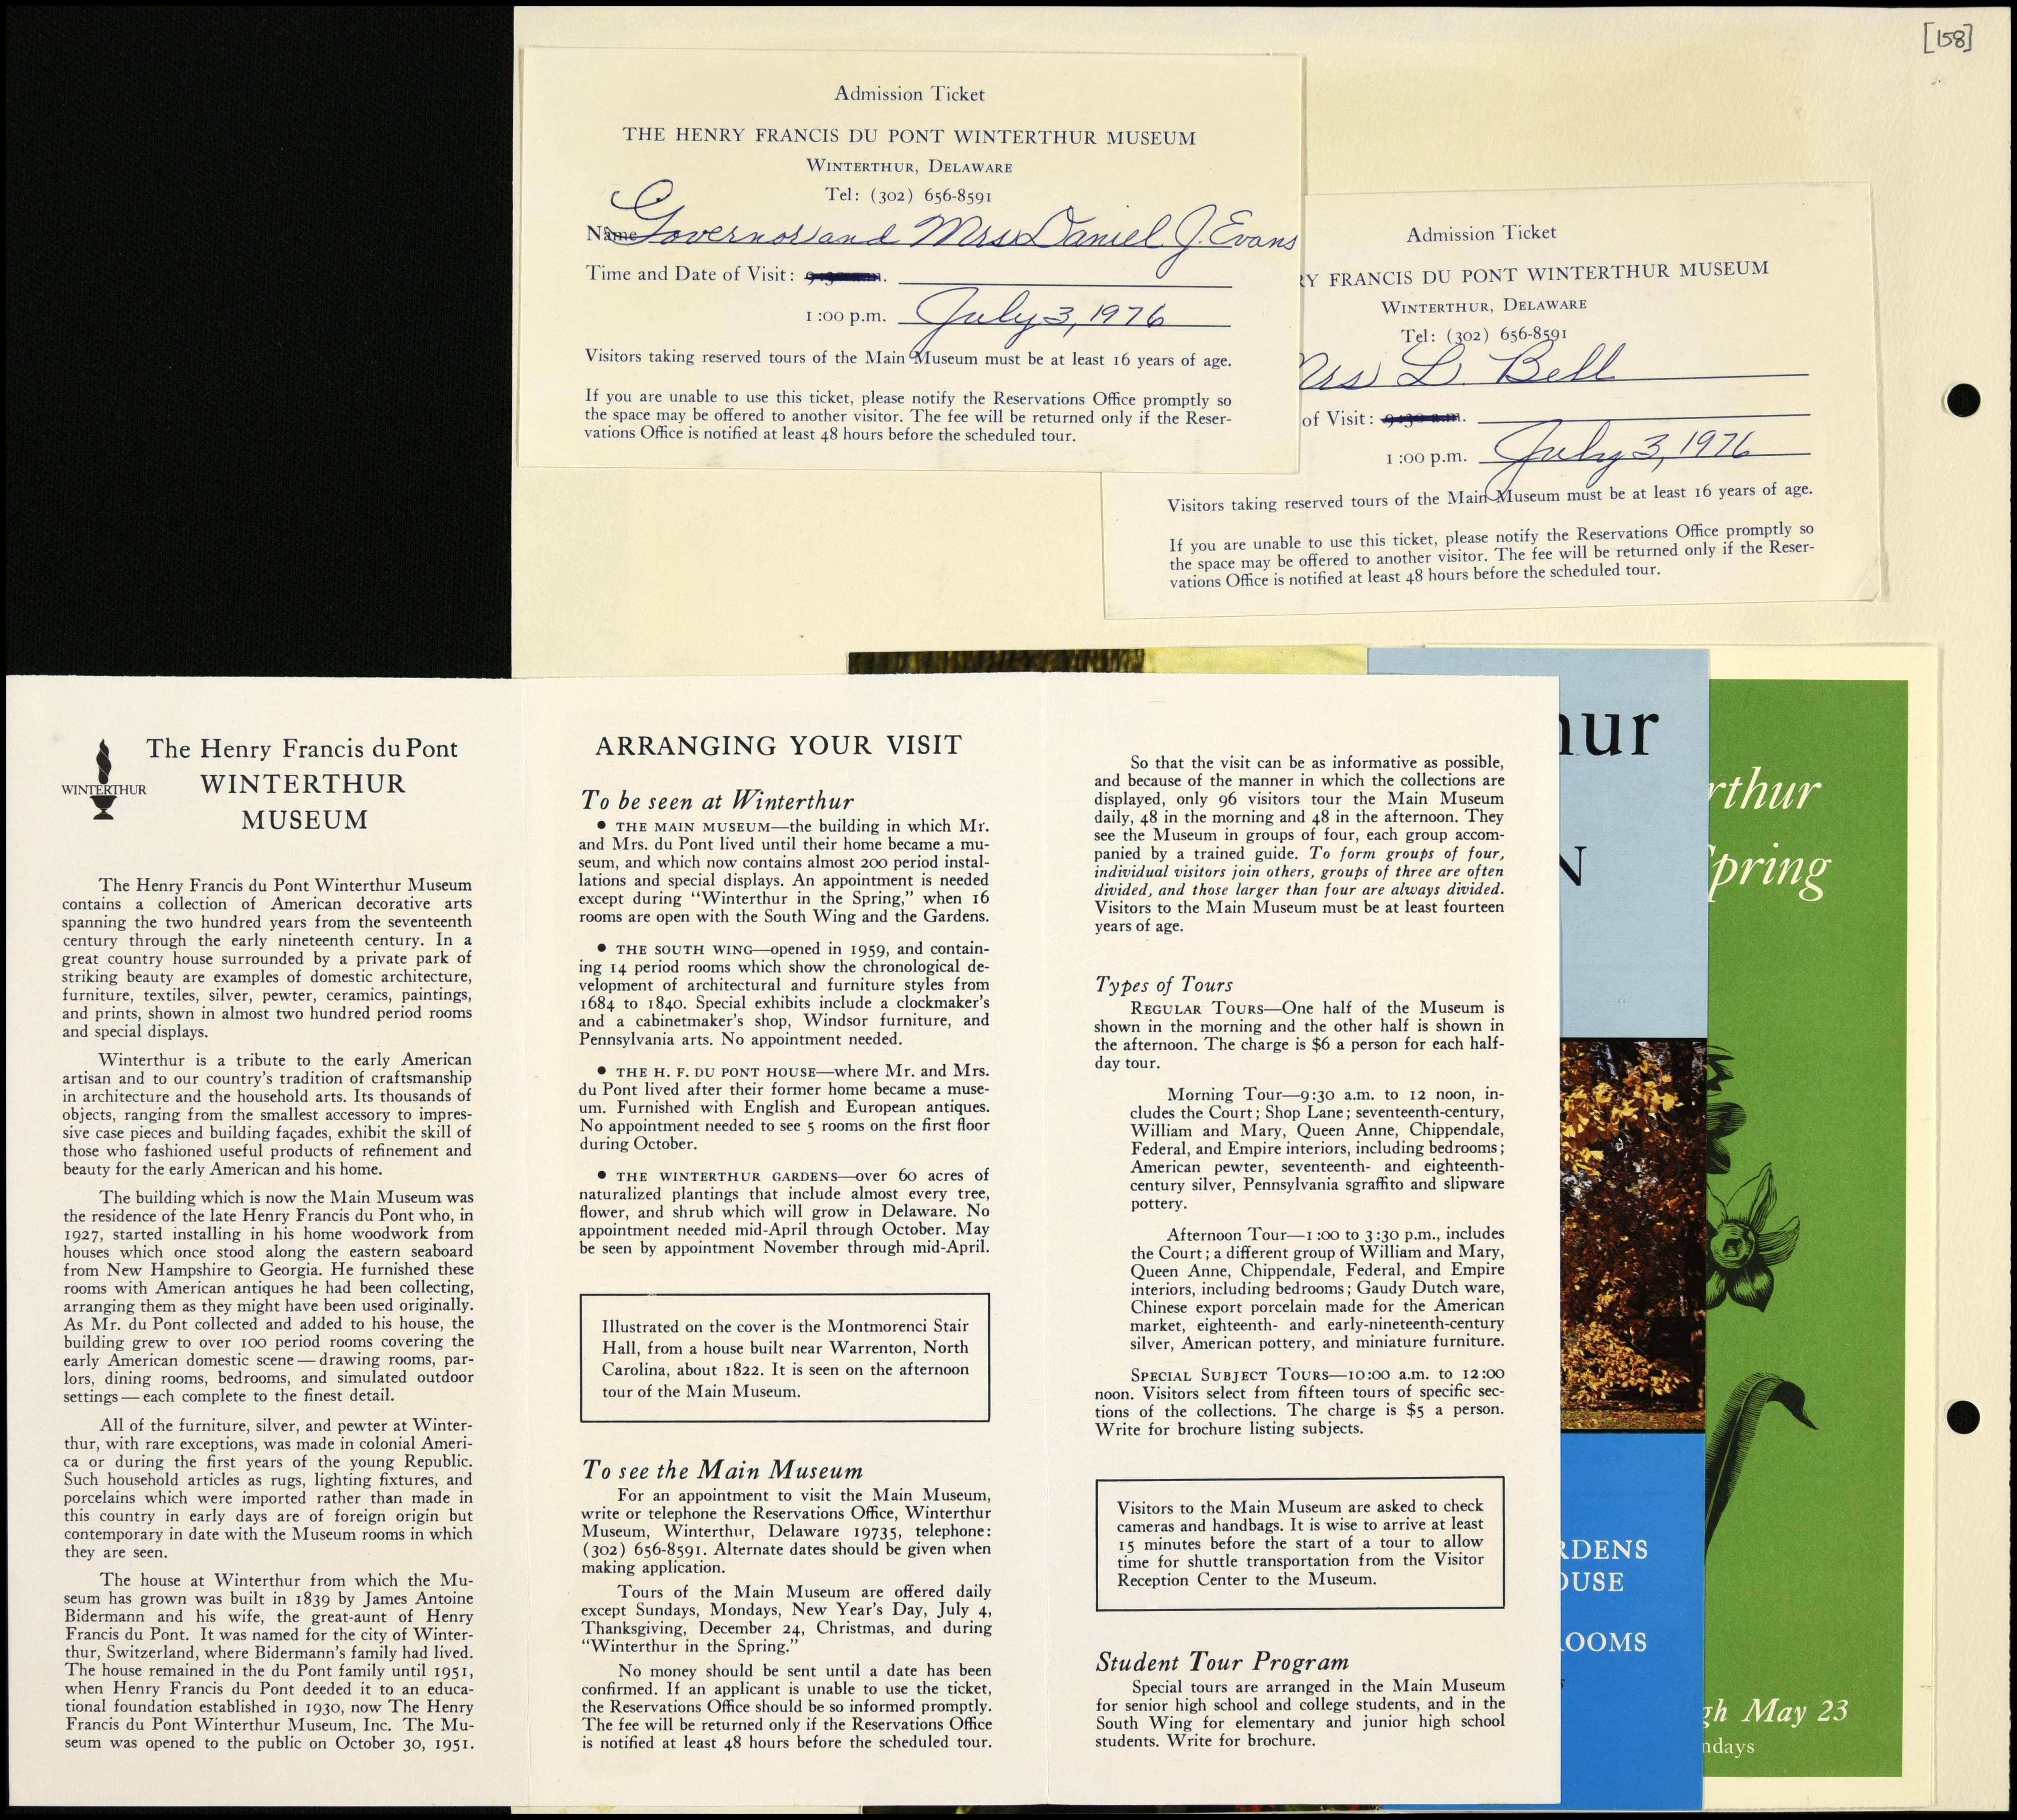 [158]
Admission Ticket
THE HENRY FRANCIS DU PONT WINTERTHUR MUSEUM
WINTERTHUR, DELAWARE
Tel: (302) 656-8591
Name Governor and Mrs Daniel J. Evans
Time and Date of Visit: 9:30 a.m.
1:00 p.m. July 3, 1976
Visitors taking reserved tours of the Main Museum must be at least 16 years of age.
If you are unable to use this ticket, please notify the Reservations Office promptly so
the space may be offered to another visitor. The fee will be returned only if the Reser-
vations Office is notified at least 48 hours before the scheduled tour.
Admission Ticket
RY FRANCIS DU PONT WINTERTHUR MUSEUM
WINTERTHUR, DELAWARE
Tel: (302) 656-8591
Mrs L. Bell
of Visit: 9:30 a.m.
1:00 p.m. July 3, 1976
Visitors taking reserved tours of the Main Museum must be at least 16 years of age.
If you are unable to use this ticket, please notify the Reservations Office promptly so
the space may be offered to another visitor. The fee will be returned only if the Reser-
vations Office is notified at least 48 hours before the scheduled tour.
WINTERTHUR
The Henry Francis du Pont
WINTERTHUR
MUSEUM
The Henry Francis du Pont Winterthur Museum
contains a collection of American decorative arts
spanning the two hundred years from the seventeenth
century through the early nineteenth century. In a
great country house surrounded by a private park of
striking beauty are examples of domestic architecture,
furniture, textiles, silver, pewter, ceramics, paintings,
and prints, shown in almost two hundred period rooms
and special displays.
Winterthur is a tribute to the early American
artisan and to our country's tradition of craftsmanship
in architecture and the household arts. Its thousands of
objects, ranging from the smallest accessory to impres-
sive case pieces and building façades, exhibit the skill of
those who fashioned useful products of refinement and
beauty for the early American and his home.
The building which is now the Main Museum was
the residence of the late Henry Francis du Pont who, in
1927, started installing in his home woodwork from
houses which once stood along the eastern seaboard
from New Hampshire to Georgia. He furnished these
rooms with American antiques he had been collecting,
arranging them as they might have been used originally.
As Mr. du Pont collected and added to his house, the
building grew to over 100 period rooms covering the
early American domestic scene—drawing rooms, par-
lors, dining rooms, bedrooms, and simulated outdoor
settings—each complete to the finest detail.
All of the furniture, silver, and pewter at Winter-
thur, with rare exceptions, was made in colonial Ameri-
ca or during the first years of the young Republic.
Such household articles as rugs, lighting fixtures, and
porcelains which were imported rather than made in
this country in early days are of foreign origin but
contemporary in date with the Museum rooms in which
they are seen.
The house at Winterthur from which the Mu-
seum has grown was built in 1839 by James Antoine
Bidermann and his wife, the great-aunt of Henry
Francis du Pont. It was named for the city of Winter-
thur, Switzerland, where Bidermann's family had lived.
The house remained in the du Pont family until 1951,
when Henry Francis du Pont deeded it to an educa-
tional foundation established in 1930, now The Henry
Francis du Pont Winterthur Museum, Inc. The Mu-
seum was opened to the public on October 30, 1951.
ARRANGING YOUR VISIT
To be seen at Winterthur
• THE MAIN MUSEUM—the building in which Mr.
and Mrs. du Pont lived until their home became a mu-
seum, and which now contains almost 200 period instal-
lations and special displays. An appointment is needed
except during "Winterthur in the Spring," when 16
rooms are open with the South Wing and the Gardens.
• THE SOUTH WING—opened in 1959, and contain-
ing 14 period rooms which show the chronological de-
velopment of architectural and furniture styles from
1684 to 1840. Special exhibits include a clockmaker's
and a cabinetmaker's shop, Windsor furniture, and
Pennsylvania arts. No appointment needed.
• THE H. F. DU PONT HOUSE—where Mr. and Mrs.
du Pont lived after their former home became a muse-
um. Furnished with English and European antiques.
No appointment needed to see 5 rooms on the first floor
during October.
• THE WINTERTHUR GARDENS—over 60 acres of
naturalized plantings that include almost every tree,
flower, and shrub which will grow in Delaware. No
appointment needed mid-April through October. May
be seen by appointment November through mid-April.
Illustrated on the cover is the Montmorenci Stair
Hall, from a house built near Warrenton, North
Carolina, about 1822. It is seen on the afternoon
tour of the Main Museum.
To see the Main Museum
For an appointment to visit the Main Museum,
write or telephone the Reservations Office, Winterthur
Museum, Winterthur, Delaware 19735, telephone:
(302) 656-8591. Alternate dates should be given when
making application.
Tours of the Main Museum are offered daily
except Sundays, Mondays, New Year's Day, July 4,
Thanksgiving, December 24, Christmas, and during
"Winterthur in the Spring."
No money should be sent until a date has been
confirmed. If an applicant is unable to use the ticket,
the Reservations Office should be so informed promptly.
The fee will be returned only if the Reservations Office
is notified at least 48 hours before the scheduled tour.
So that the visit can be as informative as possible,
and because of the manner in which the collections are
displayed, only 96 visitors tour the Main Museum
daily, 48 in the morning and 48 in the afternoon. They
see the Museum in groups of four, each group accom-
panied by a trained guide. To form groups of four,
individual visitors join others, groups of three are often
divided, and those larger than four are always divided.
Visitors to the Main Museum must be at least fourteen
years of age.
Types of Tours
REGULAR TOURS—One half of the Museum is
shown in the morning and the other half is shown in
the afternoon. The charge is $6 a person for each half-
day tour.
Morning Tour—9:30 a.m. to 12 noon, in-
cludes the Court; Shop Lane; seventeenth-century,
William and Mary, Queen Anne, Chippendale,
Federal, and Empire interiors, including bedrooms;
American pewter, seventeenth- and eighteenth-
century silver, Pennsylvania sgraffito and slipware
pottery.
Afternoon Tour—1:00 to 3:30 p.m., includes
the Court; a different group of William and Mary,
Queen Anne, Chippendale, Federal, and Empire
interiors, including bedrooms; Gaudy Dutch ware,
Chinese export porcelain made for the American
market, eighteenth- and early-nineteenth-century
silver, American pottery, and miniature furniture.
SPECIAL SUBJECT TOURS—10:00 a.m. to 12:00
noon. Visitors select from fifteen tours of specific sec-
tions of the collections. The charge is $5 a person.
Write for brochure listing subjects.
Visitors to the Main Museum are asked to check
cameras and handbags. It is wise to arrive at least
15 minutes before the start of a tour to allow
time for shuttle transportation from the Visitor
Reception Center to the Museum.
Student Tour Program
Special tours are arranged in the Main Museum
for senior high school and college students, and in the
South Wing for elementary and junior high school
students. Write for brochure.
hur
N
RDENS
OUSE
ROOMS
rthur
Spring
gh May 23
ndays